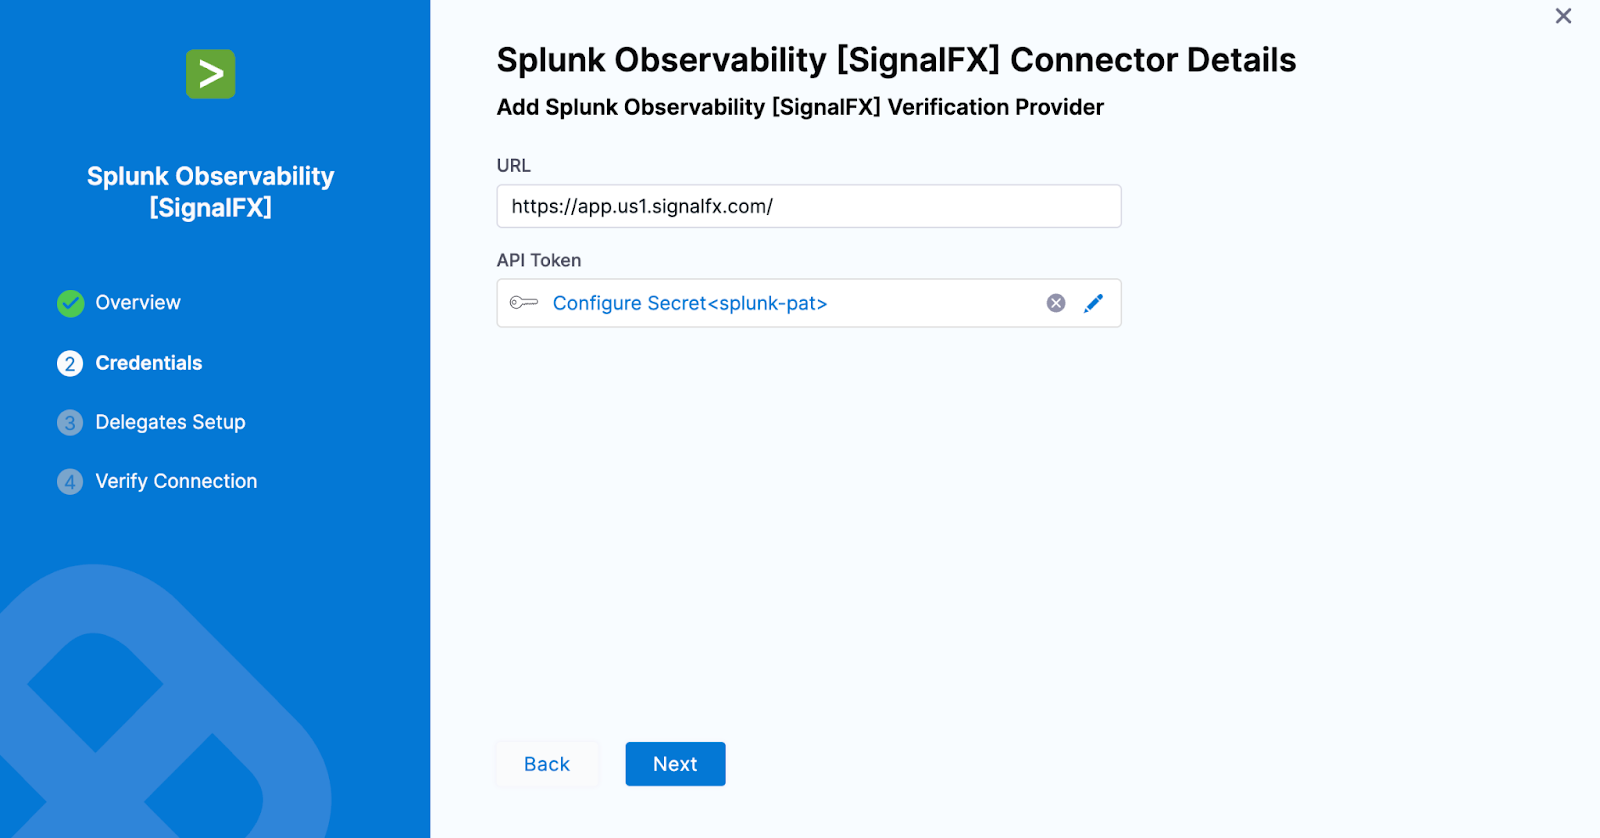 Splunk Observability
[SignalFX]
Overview
2 Credentials
3 Delegates Setup
4 Verify Connection
Splunk Observability [SignalFX] Connector Details
Add Splunk Observability [SignalFX] Verification Provider
URL
https://app.us1.signalfx.com/
API Token
Configure Secret<splunk-pat>
Back
Next